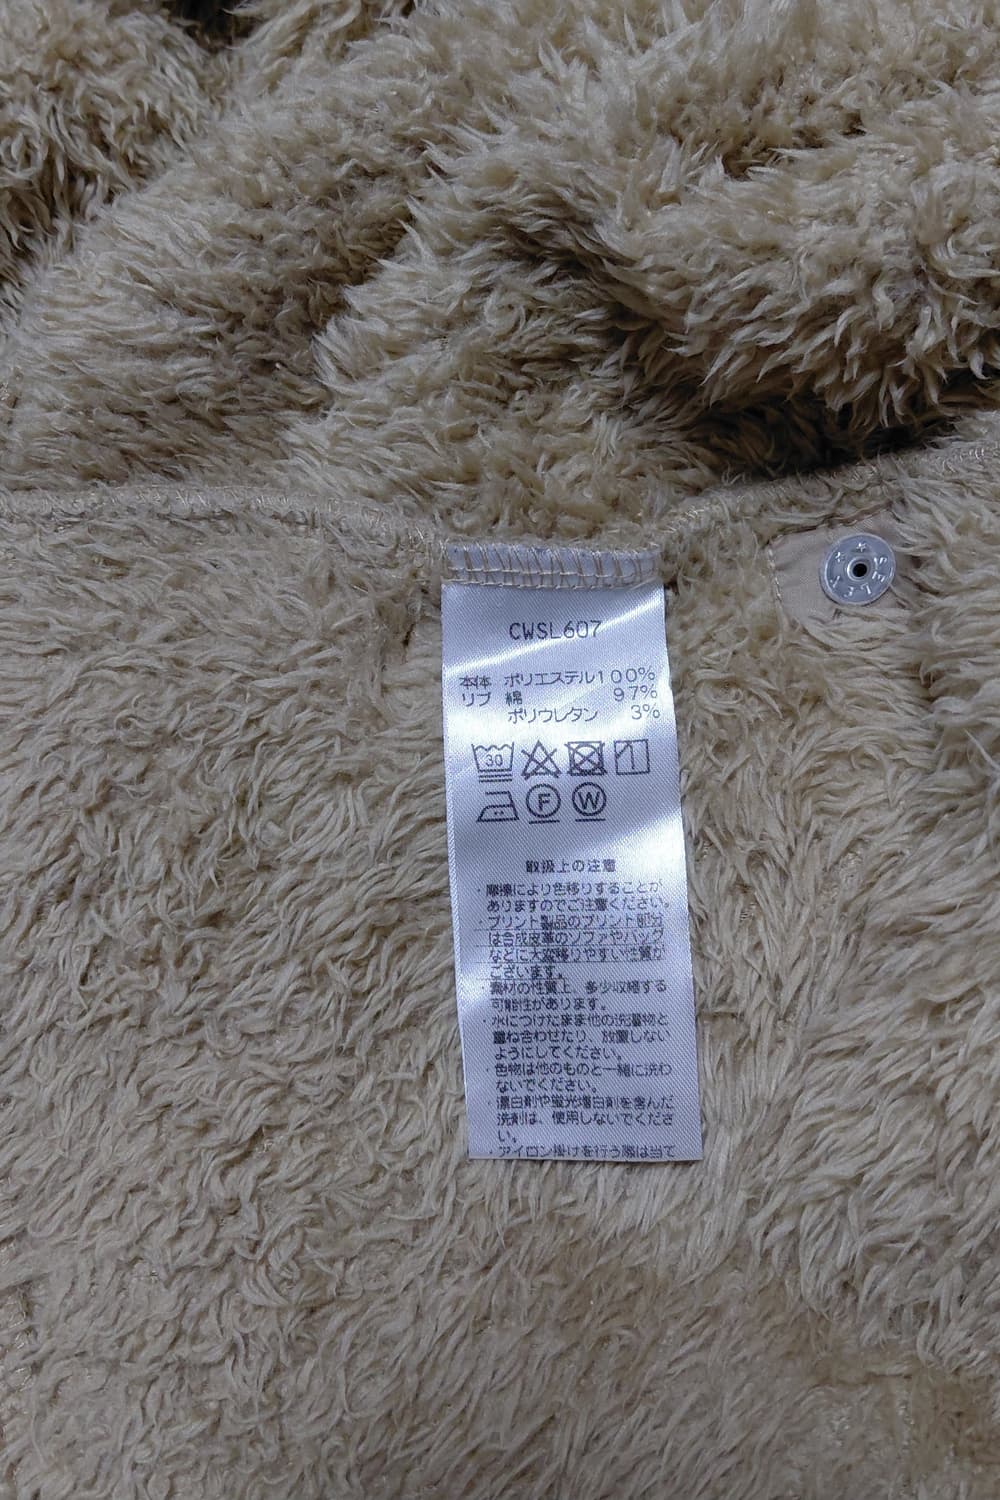 CWSL607
本体 ポリエステル100%
リブ 綿 97%
ポリウレタン 3%
30
F W
取扱上の注意
・摩擦により色移りすることが
ありますのでご注意ください。
・プリント製品のプリント部分
は合成皮革のソファやバッグ
などに大変移りやすい性質が
ございます。
・素材の性質上、多少収縮する
可能性があります。
・水につけたまま他の洗濯物と
重ね合わせたり、放置しない
ようにしてください。
・色物は他のものと一緒に洗わ
ないでください。
・漂白剤や蛍光増白剤を含んだ
洗剤は、使用しないでくださ
い。
・アイロン掛けを行う際は当て